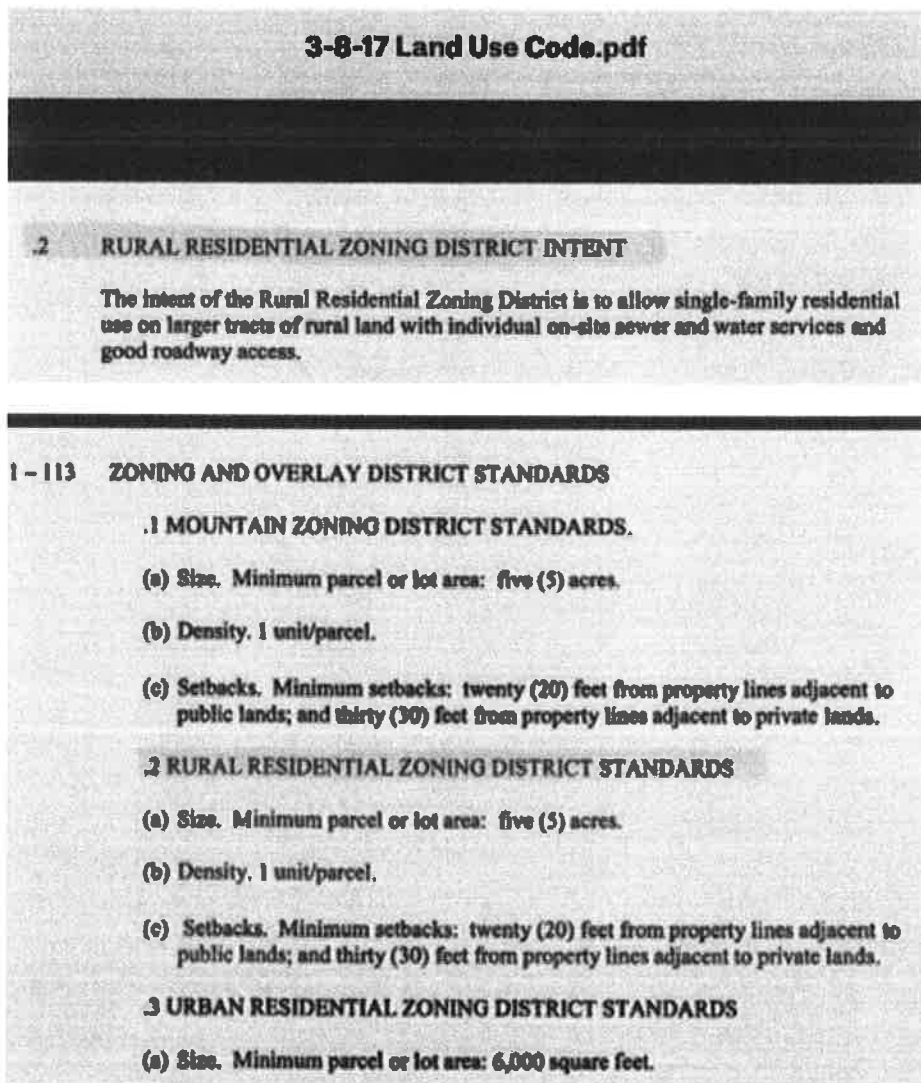 3-8-17 Land Use Code.pdf
.2 RURAL RESIDENTIAL ZONING DISTRICT INTENT
The intent of the Rural Residential Zoning District is to allow single-family residential
use on larger tracts of rural land with individual on-site sewer and water services and
good roadway access.
1 – 113 ZONING AND OVERLAY DISTRICT STANDARDS
.1 MOUNTAIN ZONING DISTRICT STANDARDS.
(a) Size. Minimum parcel or lot area: five (5) acres.
(b) Density. 1 unit/parcel.
(c) Setbacks. Minimum setbacks: twenty (20) feet from property lines adjacent to
public lands; and thirty (30) feet from property lines adjacent to private lands.
.2 RURAL RESIDENTIAL ZONING DISTRICT STANDARDS
(a) Size. Minimum parcel or lot area: five (5) acres.
(b) Density. 1 unit/parcel.
(c) Setbacks. Minimum setbacks: twenty (20) feet from property lines adjacent to
public lands; and thirty (30) feet from property lines adjacent to private lands.
.3 URBAN RESIDENTIAL ZONING DISTRICT STANDARDS
(a) Size. Minimum parcel or lot area: 6,000 square feet.